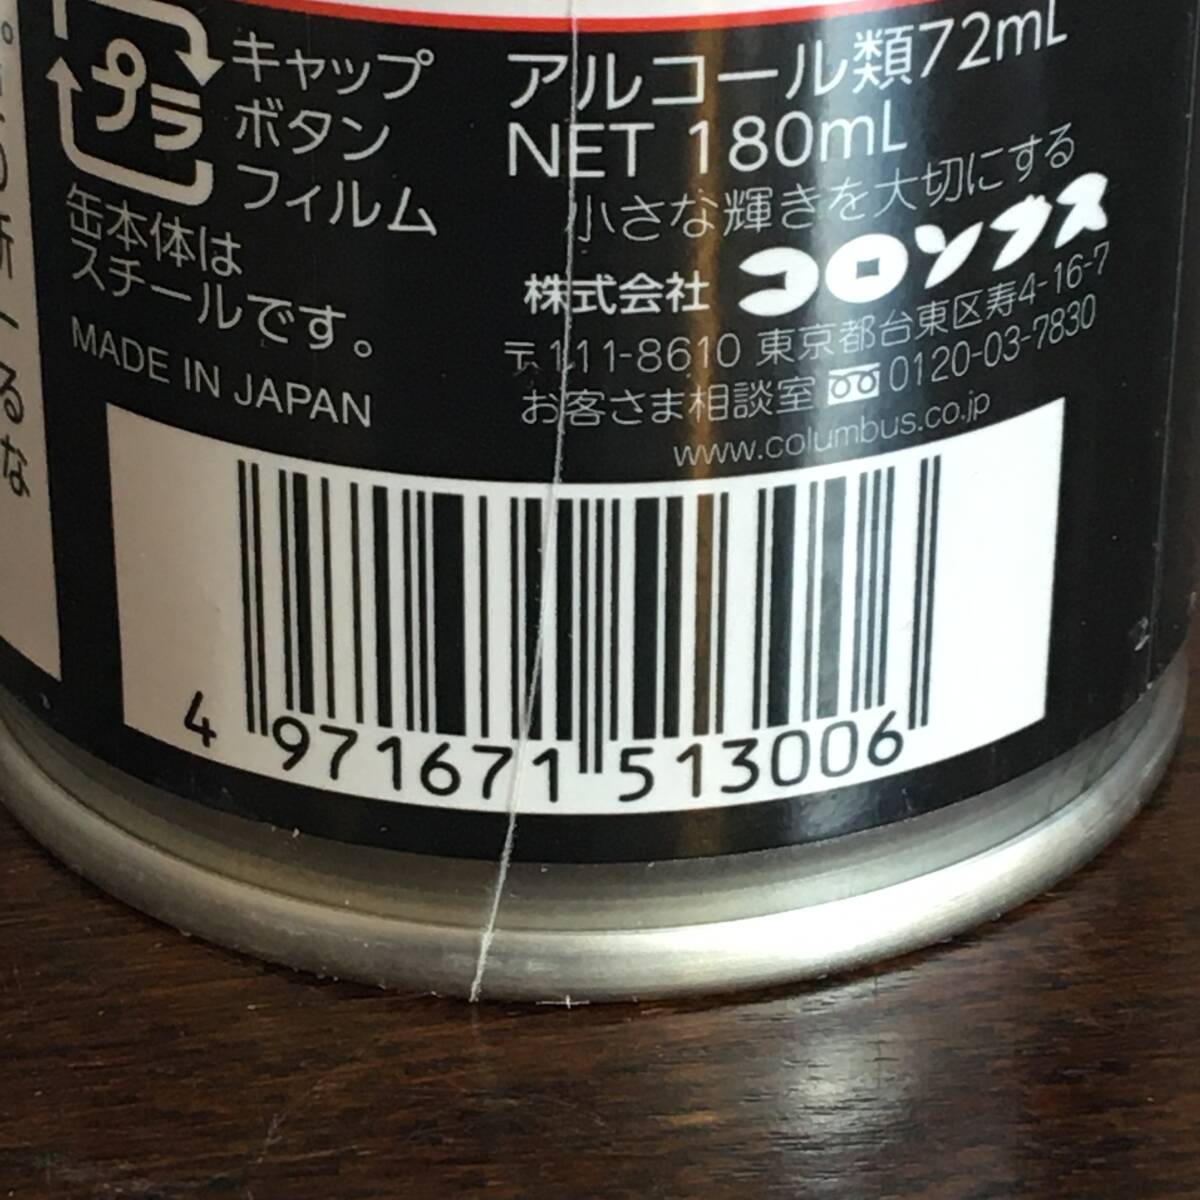 プラ
キャップ
ボタン
フィルム
缶本体は
スチールです。
MADE IN JAPAN
アルコール類72mL
NET 180mL
小さな輝きを大切にする
株式会社 コロンブス
〒111-8610 東京都台東区寿4-16-7
お客さま相談室 0120-03-7830
www.columbus.co.jp
4 971671 513006